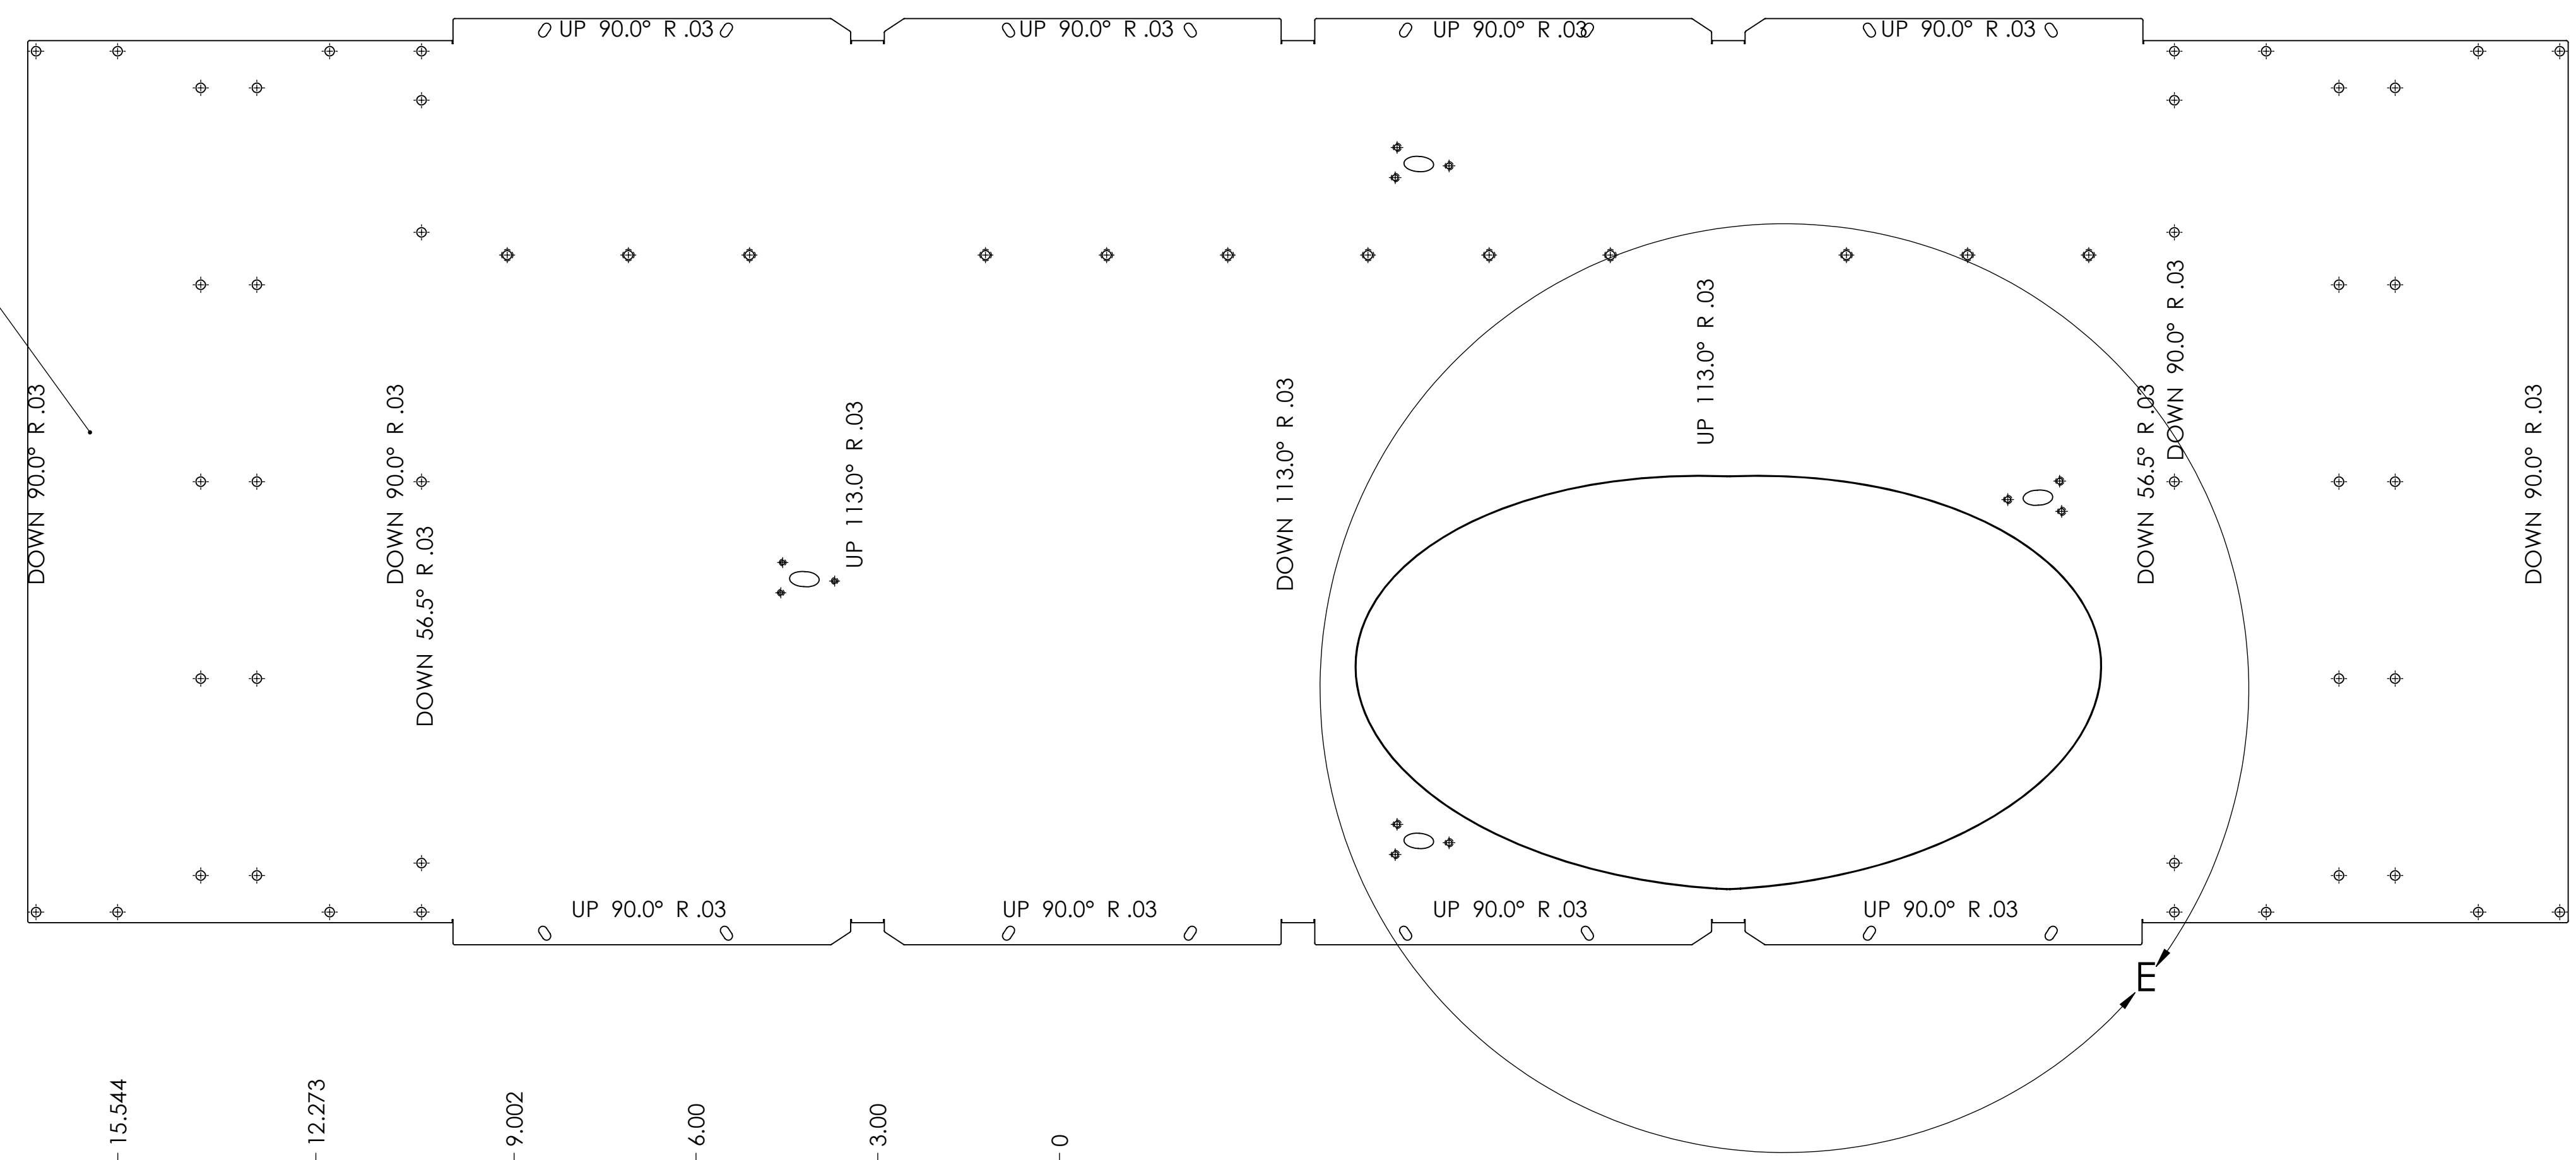 UP 90.0° R .03
UP 90.0° R .03
UP 90.0° R .03
UP 90.0° R .03
DOWN 90.0° R .03
DOWN 90.0° R .03
DOWN 56.5° R .03
UP 113.0° R .03
DOWN 113.0° R .03
UP 113.0° R .03
DOWN 56.5° R .03
DOWN 90.0° R .03
DOWN 90.0° R .03
UP 90.0° R .03
UP 90.0° R .03
UP 90.0° R .03
UP 90.0° R .03
E
15.544
12.273
9.002
6.00
3.00
0